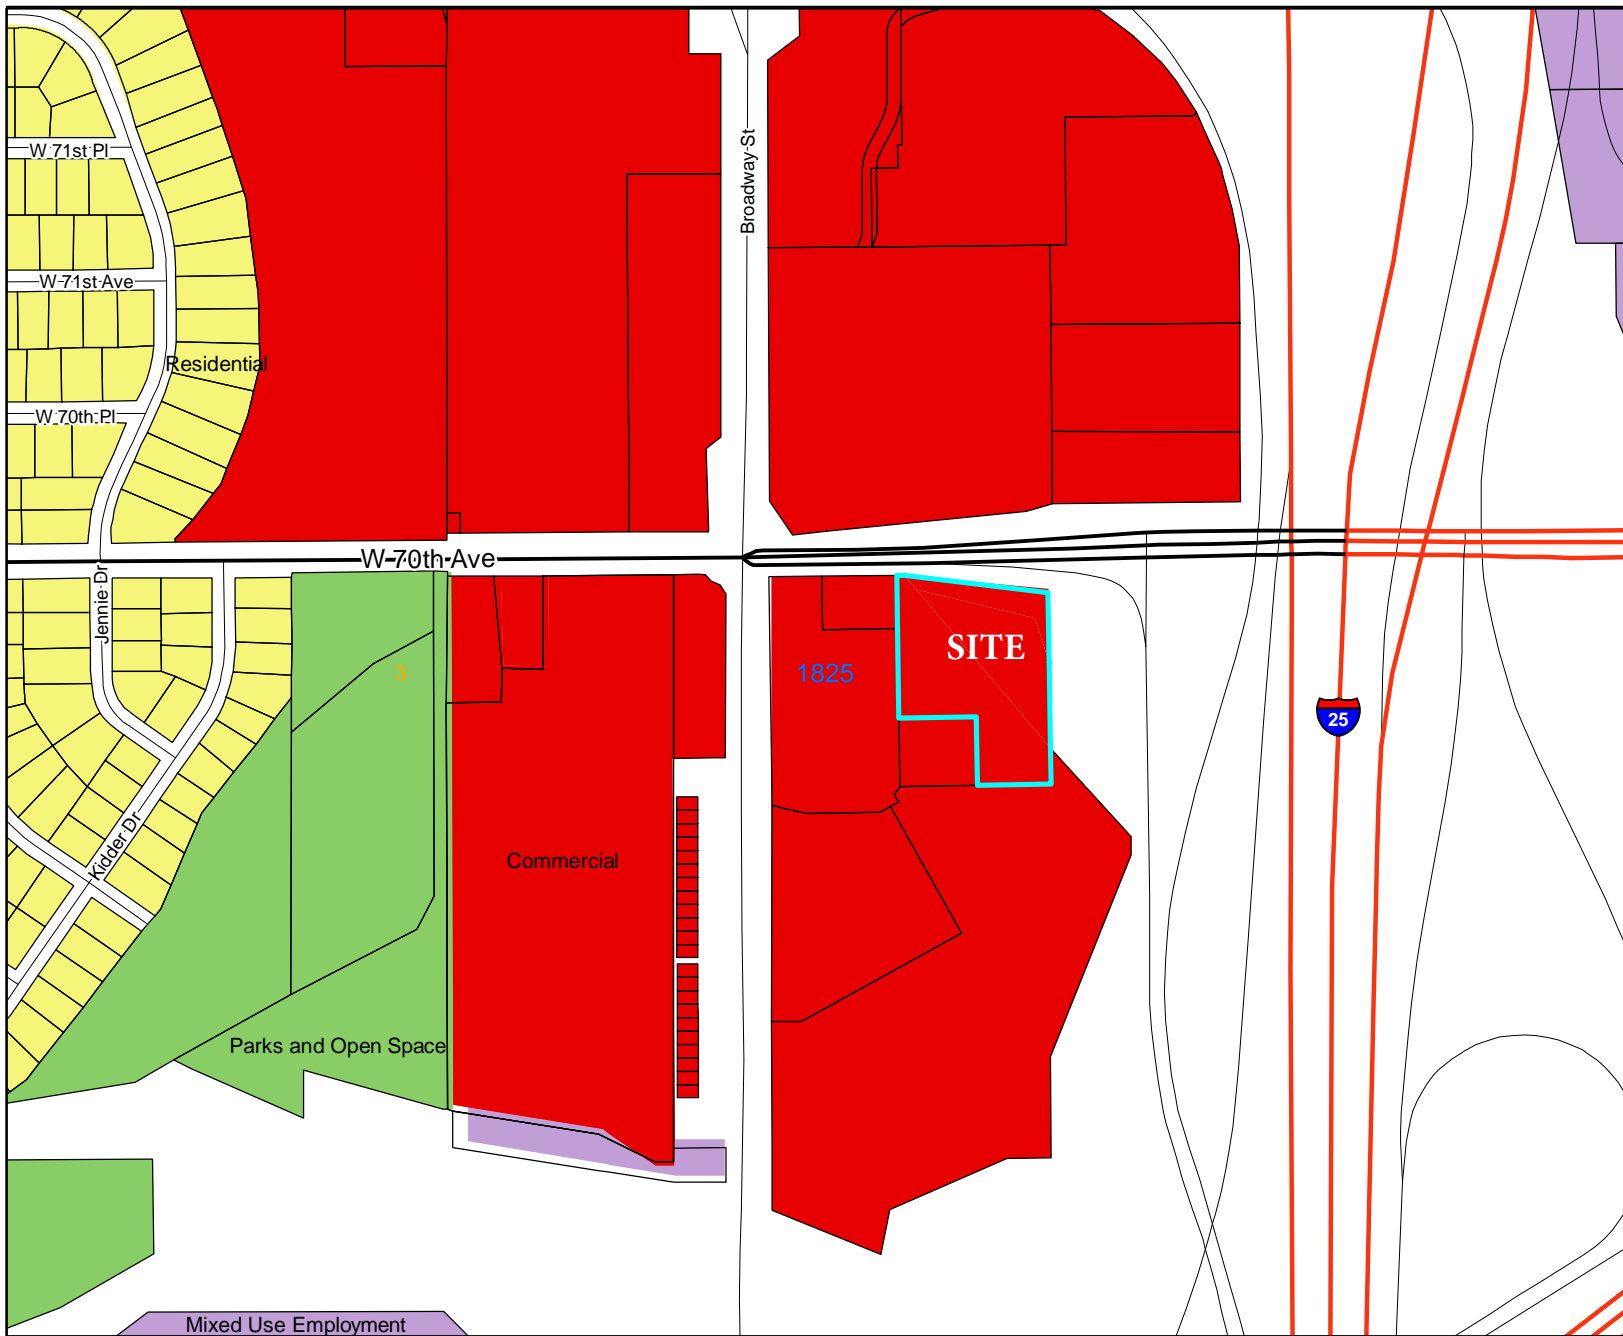 W 71st Pl
Broadway St
W 71st Ave
Residential
W 70th Pl
W 70th Ave
Jennie Dr
SITE
3
1825
25
Kidder Dr
Commercial
Parks and Open Space
Mixed Use Employment